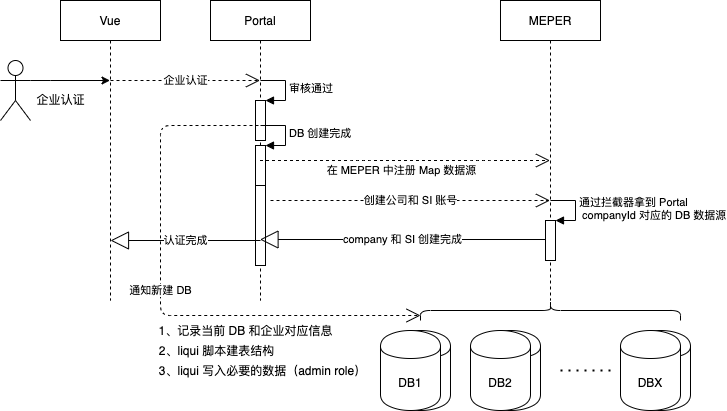 Vue
Portal
MEPER
企业认证
企业认证
审核通过
DB 创建完成
在 MEPER 中注册 Map 数据源
创建公司和 SI 账号
通过拦截器拿到 Portal
companyId 对应的 DB 数据源
认证完成
company 和 SI 创建完成
通知新建 DB
1、记录当前 DB 和企业对应信息
2、liqui 脚本建表结构
3、liqui 写入必要的数据（admin role）
DB1
DB2
DBX